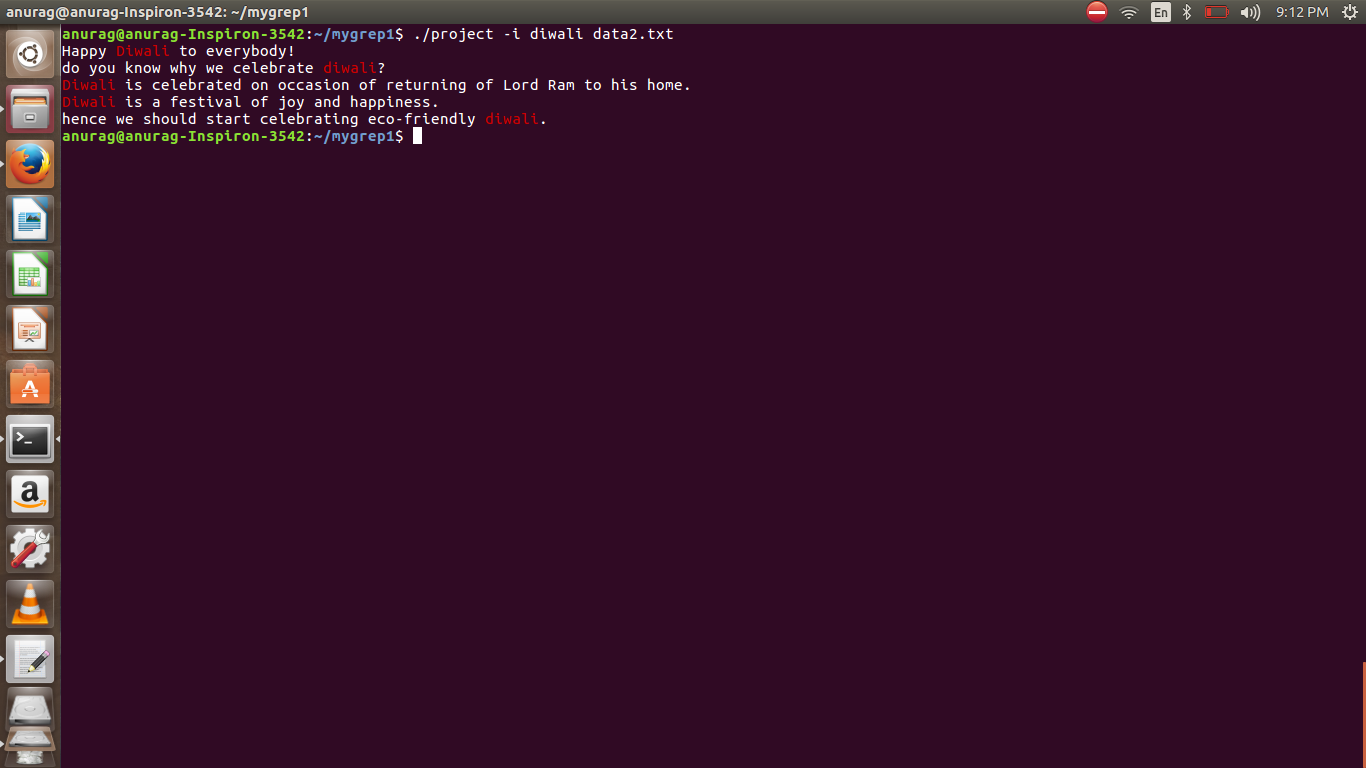 anurag@anurag-Inspiron-3542: ~/mygrep1
En
9:12 PM
anurag@anurag-Inspiron-3542:~/mygrep1$ ./project -i diwali data2.txt
Happy Diwali to everybody!
do you know why we celebrate diwali?
Diwali is celebrated on occasion of returning of Lord Ram to his home.
Diwali is a festival of joy and happiness.
hence we should start celebrating eco-friendly diwali.
anurag@anurag-Inspiron-3542:~/mygrep1$